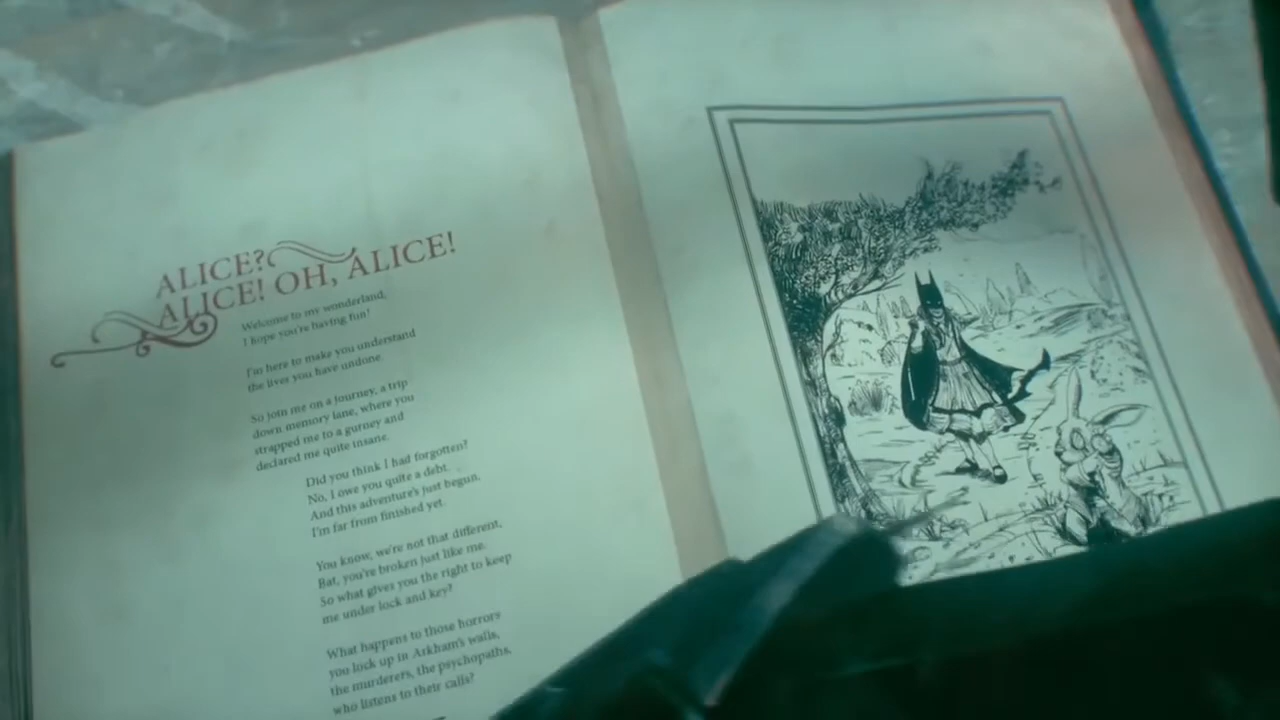 ALICE?
ALICE! OH, ALICE!
Welcome to my wonderland,
I hope you're having fun!
I'm here to make you understand
the lives you have undone.
So join me on a journey, a trip
down memory lane, where you
strapped me to a gurney and
declared me quite insane.
Did you think I had forgotten?
No, I owe you quite a debt.
And this adventure's just begun,
I'm far from finished yet.
You know, we're not that different,
Bat, you're broken just like me.
So what gives you the right to keep
me under lock and key?
What happens to those horrors
you lock up in Arkham's walls,
the murderers, the psychopaths,
who listens to their calls?